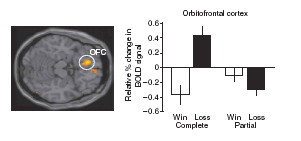 OFC
Orbitofrontal cortex
Relative % change in
BOLD signal
0.6
0.4
0.2
0
−0.2
−0.4
−0.6
Win Loss Win Loss
Complete Partial